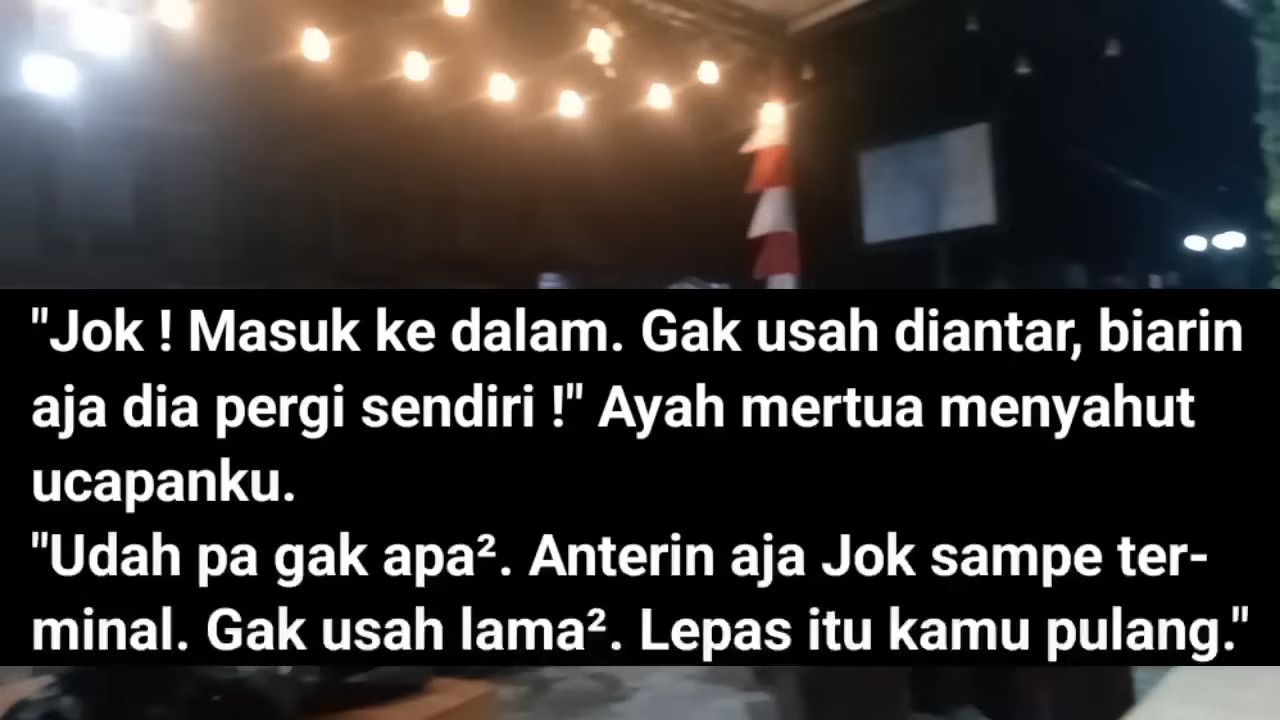 "Jok ! Masuk ke dalam. Gak usah diantar, biarin
aja dia pergi sendiri !" Ayah mertua menyahut
ucapanku.
"Udah pa gak apa². Anterin aja Jok sampe ter-
minal. Gak usah lama². Lepas itu kamu pulang."